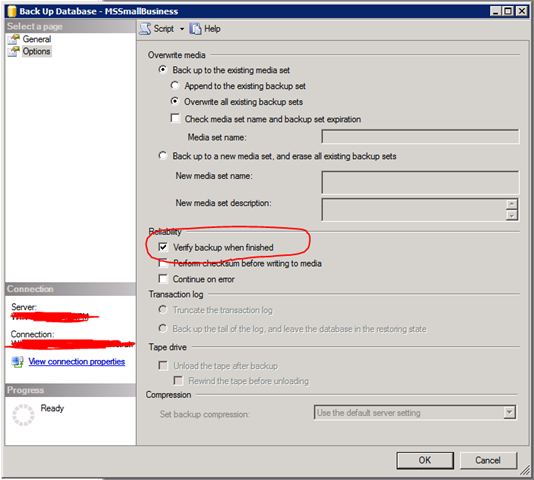 Back Up Database - MSSmallBusiness
Select a page
General
Options
Script
Help
Overwrite media
Back up to the existing media set
Append to the existing backup set
Overwrite all existing backup sets
Check media set name and backup set expiration
Media set name:
Back up to a new media set, and erase all existing backup sets
New media set name:
New media set description:
Reliability
Verify backup when finished
Perform checksum before writing to media
Continue on error
Transaction log
Truncate the transaction log
Back up the tail of the log, and leave the database in the restoring state
Tape drive
Unload the tape after backup
Rewind the tape before unloading
Compression
Set backup compression:
Use the default server setting
Connection
Server:
Connection:
View connection properties
Progress
Ready
OK
Cancel